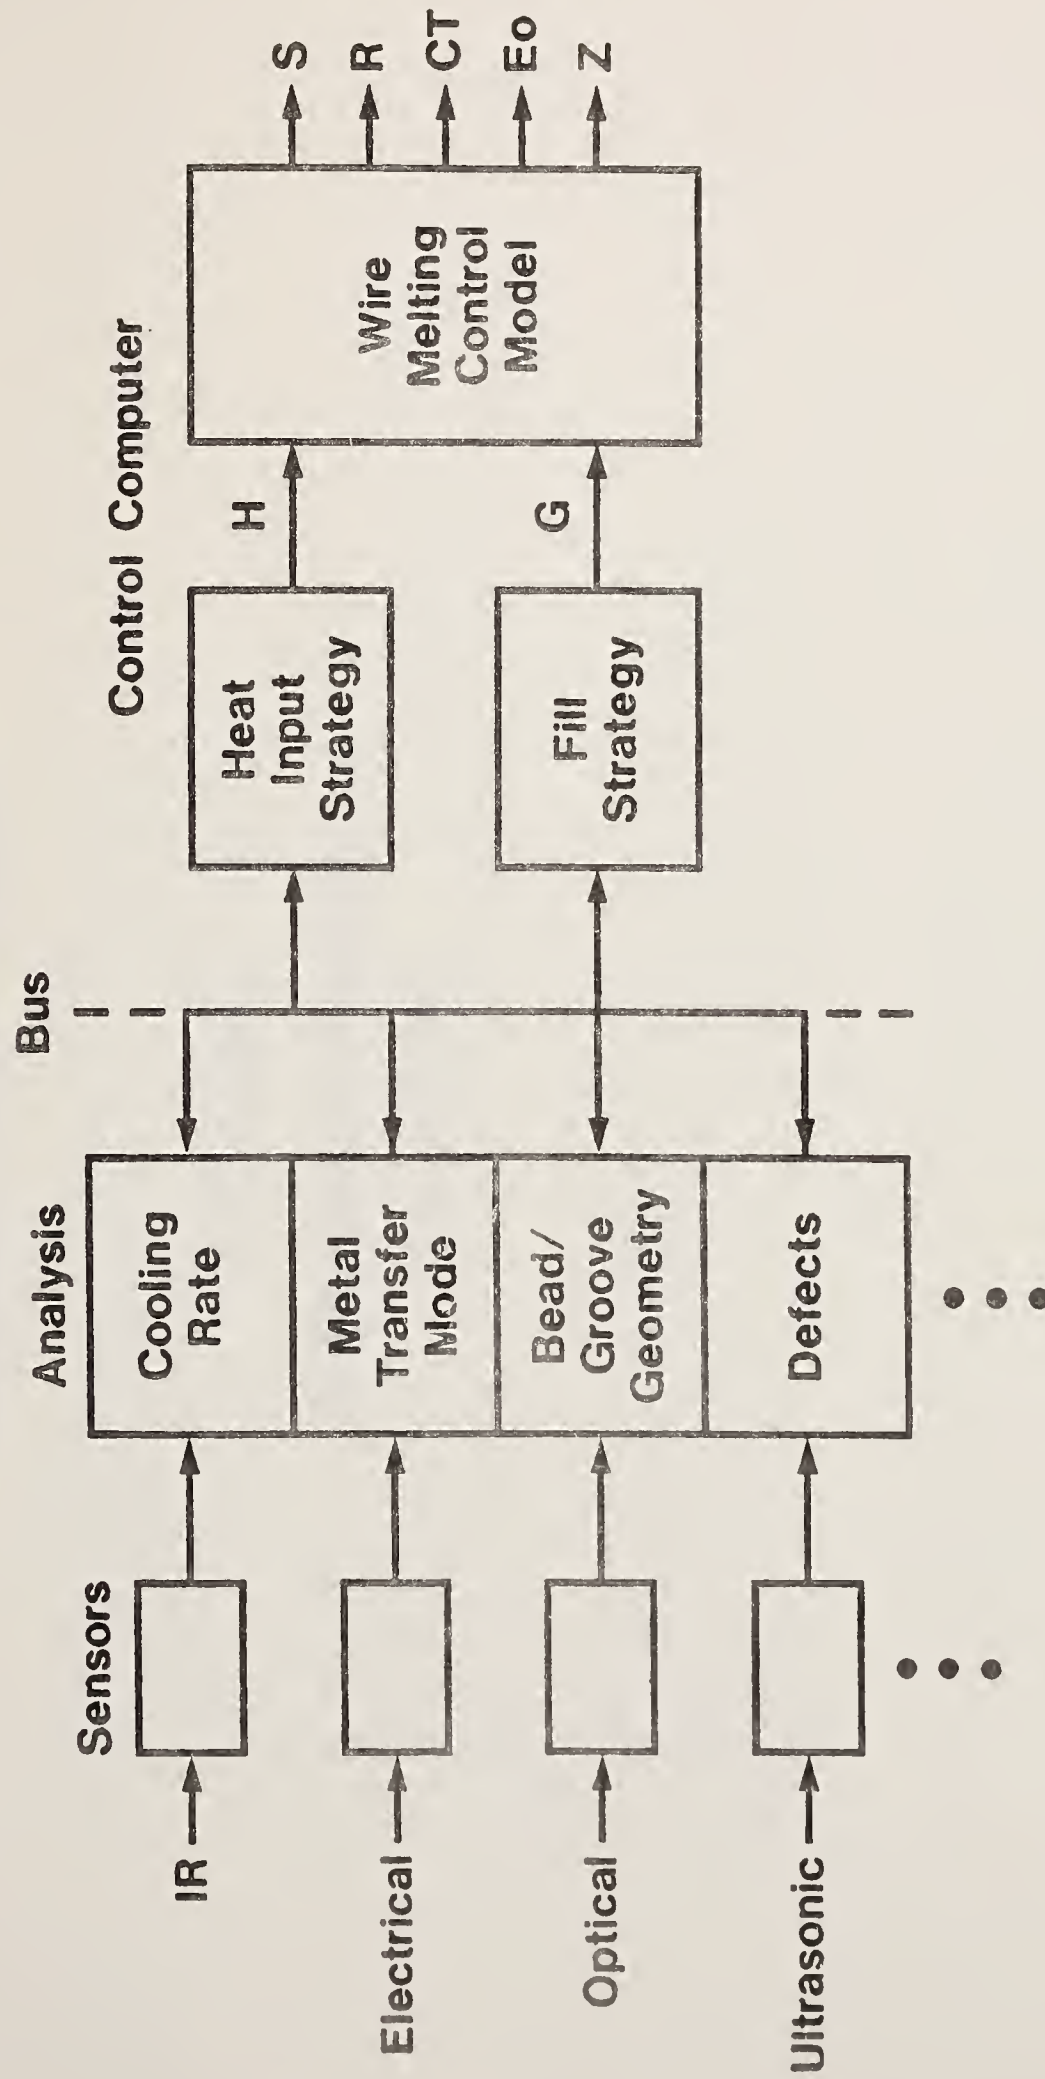 Control Computer
Bus
Analysis
Sensors
IR
Electrical
Optical
Ultrasonic
Cooling
Rate
Metal
Transfer
Mode
Bead/
Groove
Geometry
Defects
Heat
Input
Strategy
Fill
Strategy
H
G
Wire
Melting
Control
Model
S
R
CT
Eo
Z